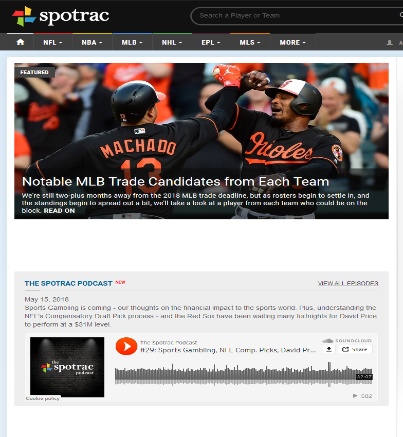 spotrac
Search a Player or Team
NFL NBA MLB NHL EPL MLS MORE
FEATURED
MACHADO
13
Orioles
Notable MLB Trade Candidates from Each Team
We're still two-plus months away from the 2018 MLB trade deadline, but as rosters begin to settle in, and
the standings begin to spread out a bit, we'll take a look at a player from each team who could be on the
block. READ ON
THE SPOTRAC PODCAST NEW
VIEW ALL EPISODES
May 15, 2018
Sports Gambling is coming - our thoughts on the financial impact to the sports world. Plus, understanding the
NFL's Compensatory Draft Pick process - and the Red Sox have been waiting many fortnights for David Price
to perform at a $31M level.
The Spotrac Podcast
SOUNDCLOUD
#29: Sports Gambling, NFL Comp. Picks, David Pr...
Share
the
spotrac
podcast
Cookie policy